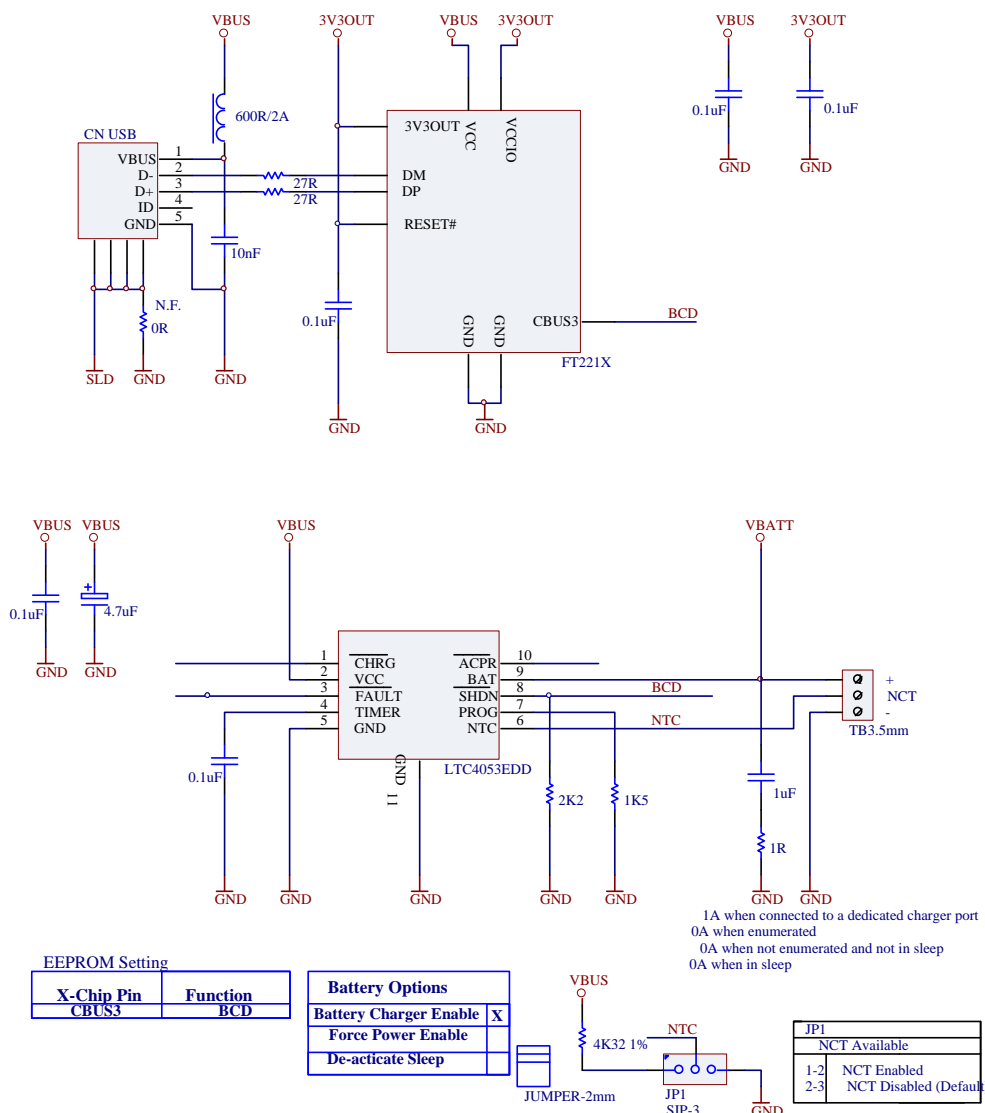 VBUS 3V3OUT VBUS 3V3OUT VBUS 3V3OUT
600R/2A
0.1uF 0.1uF
GND GND
CN USB
VBUS 1
D- 2
D+ 3
ID 4
GND 5
27R
27R
10nF
N.F.
0R
SLD GND GND
0.1uF
GND
3V3OUT
VCC
VCCIO
DM
DP
RESET#
CBUS3
BCD
GND
GND
FT221X
GND
VBUS VBUS VBUS VBATT
0.1uF
+
4.7uF
GND GND
1 CHRG
2 VCC
3 FAULT
4 TIMER
5 GND
GND 11
ACPR 10
BAT 9
SHDN 8
PROG 7
NTC 6
LTC4053EDD
BCD
NTC
+
NCT
-
TB3.5mm
0.1uF
2K2
1K5
1uF
1R
GND GND GND GND GND GND GND
1A when connected to a dedicated charger port
0A when enumerated
0A when not enumerated and not in sleep
0A when in sleep
EEPROM Setting
X-Chip Pin Function
CBUS3 BCD
Battery Options
Battery Charger Enable X
Force Power Enable
De-acticate Sleep
JUMPER-2mm
VBUS
4K32 1%
NTC
JP1
SIP-3
GND
JP1
NCT Available
1-2 NCT Enabled
2-3 NCT Disabled (Default